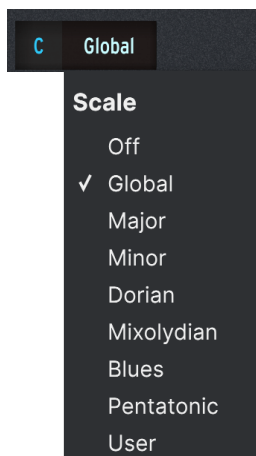 C Global
Scale
Off
✓ Global
Major
Minor
Dorian
Mixolydian
Blues
Pentatonic
User